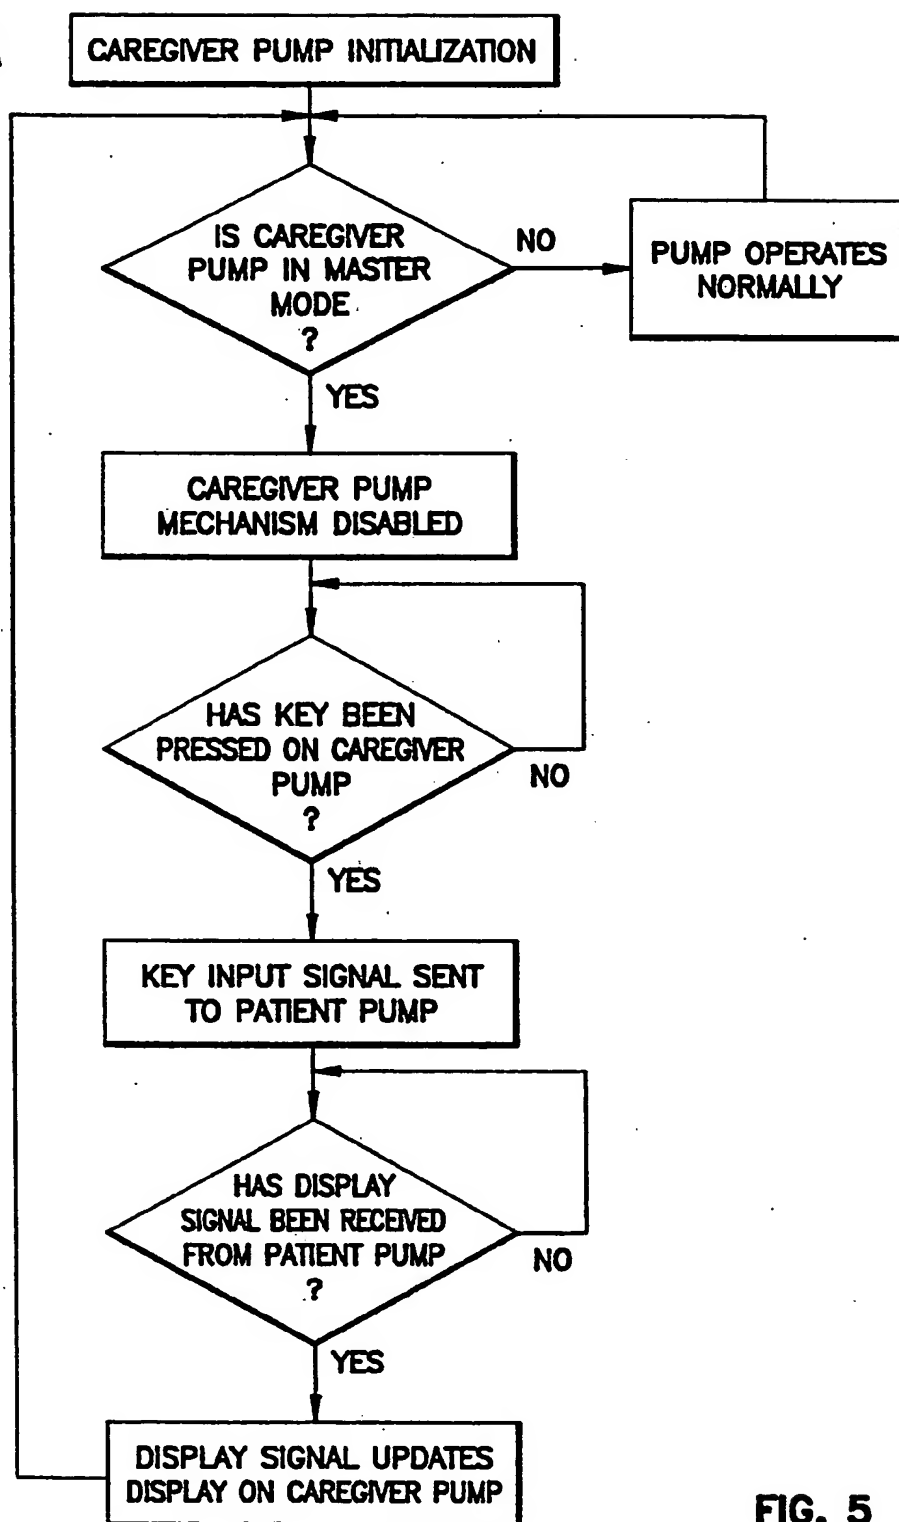 CAREGIVER PUMP INITIALIZATION
IS CAREGIVER
PUMP IN MASTER
MODE
?
NO
PUMP OPERATES
NORMALLY
YES
CAREGIVER PUMP
MECHANISM DISABLED
HAS KEY BEEN
PRESSED ON CAREGIVER
PUMP
?
NO
YES
KEY INPUT SIGNAL SENT
TO PATIENT PUMP
HAS DISPLAY
SIGNAL BEEN RECEIVED
FROM PATIENT PUMP
?
NO
YES
DISPLAY SIGNAL UPDATES
DISPLAY ON CAREGIVER PUMP
FIG. 5